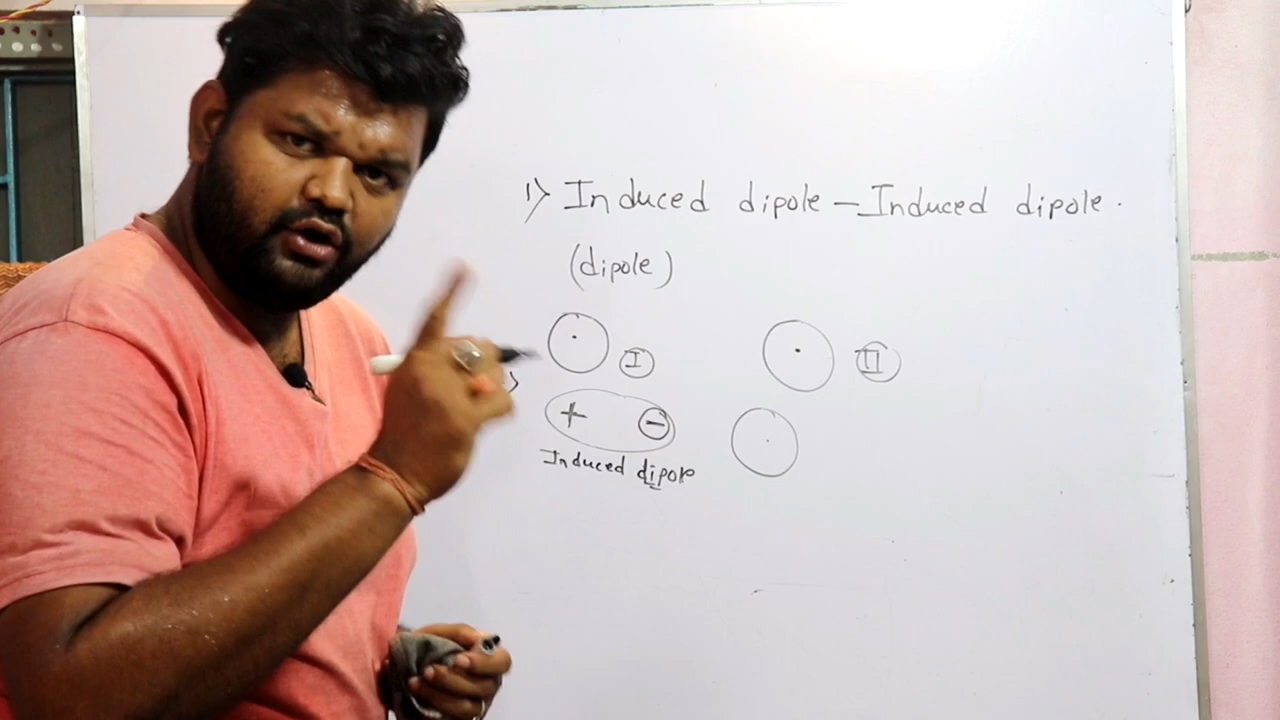 1) Induced dipole - Induced dipole.
(dipole)
I II
+ -
Induced dipole